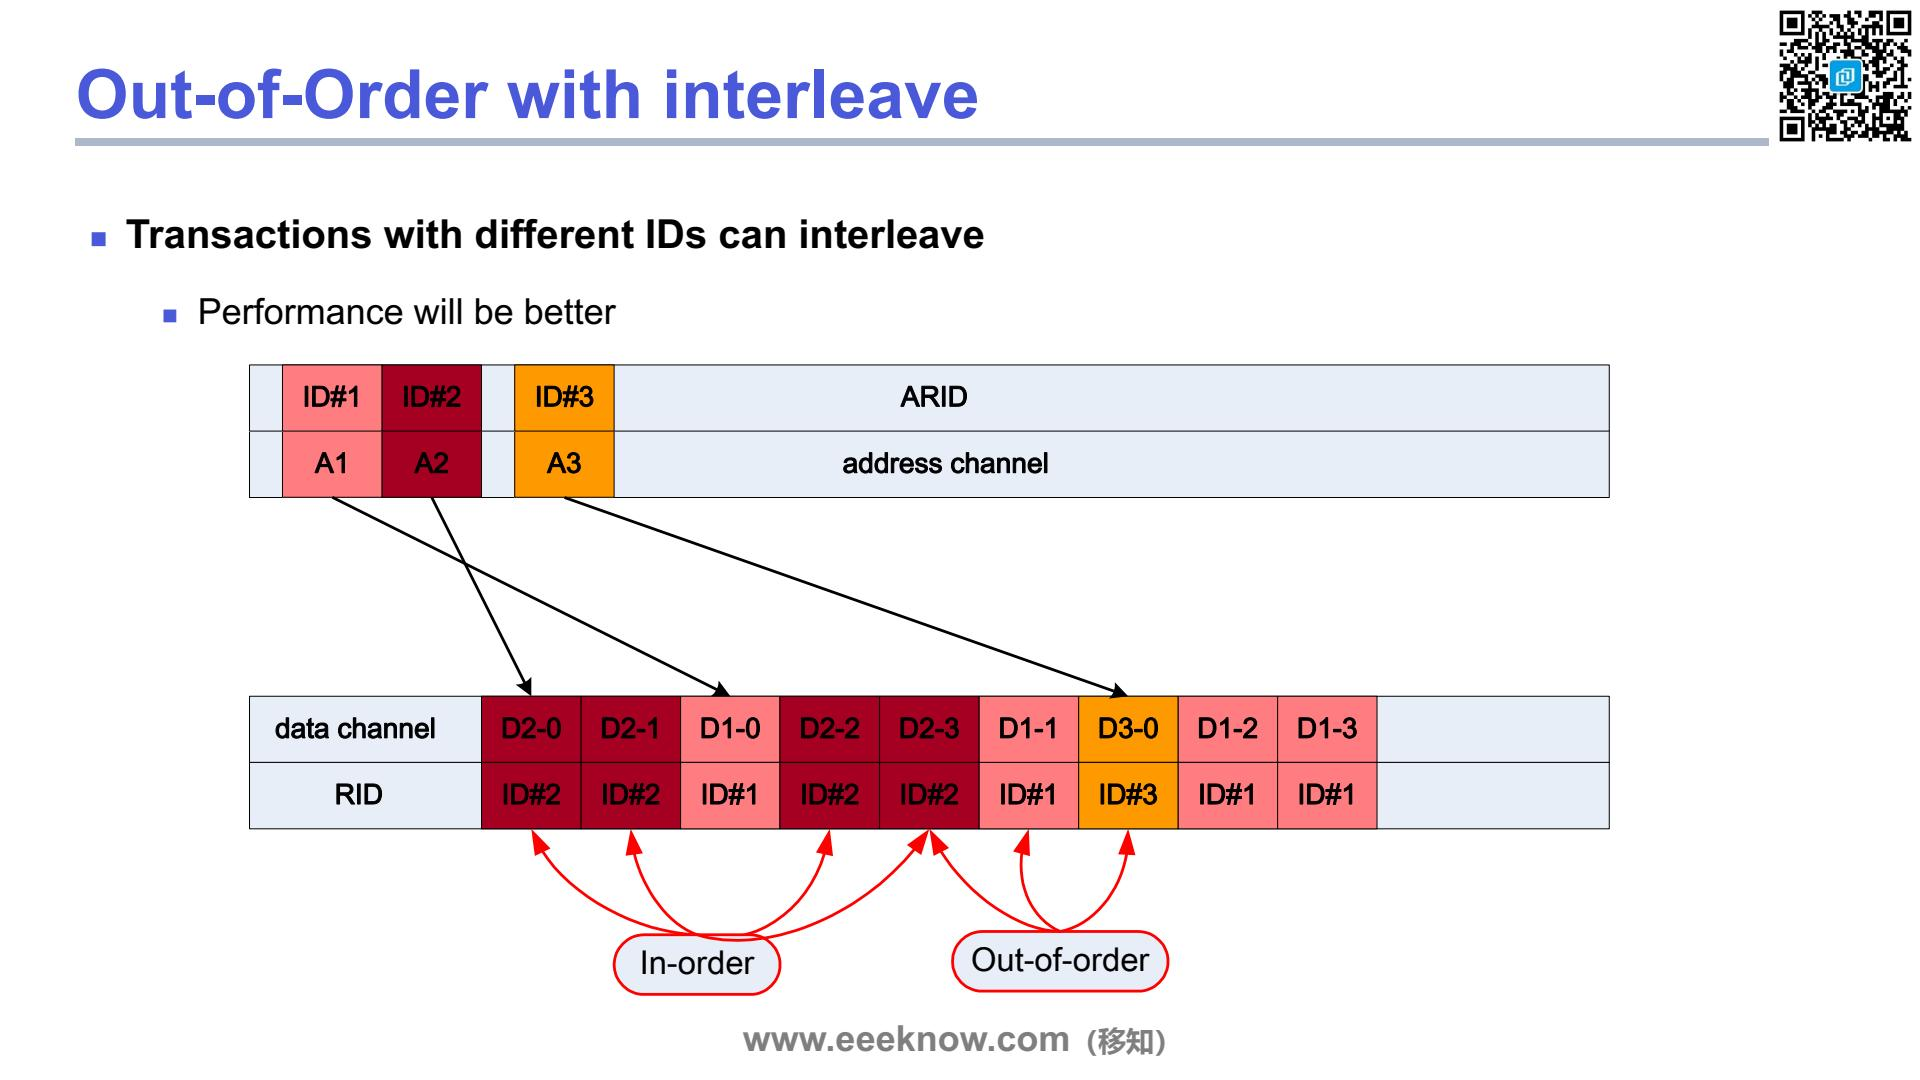 Out-of-Order with interleave
Transactions with different IDs can interleave
Performance will be better
ID#1 ID#2 ID#3 ARID
A1 A2 A3 address channel
data channel D2-0 D2-1 D1-0 D2-2 D2-3 D1-1 D3-0 D1-2 D1-3
RID ID#2 ID#2 ID#1 ID#2 ID#2 ID#1 ID#3 ID#1 ID#1
In-order Out-of-order
www.eeeknow.com (移知)